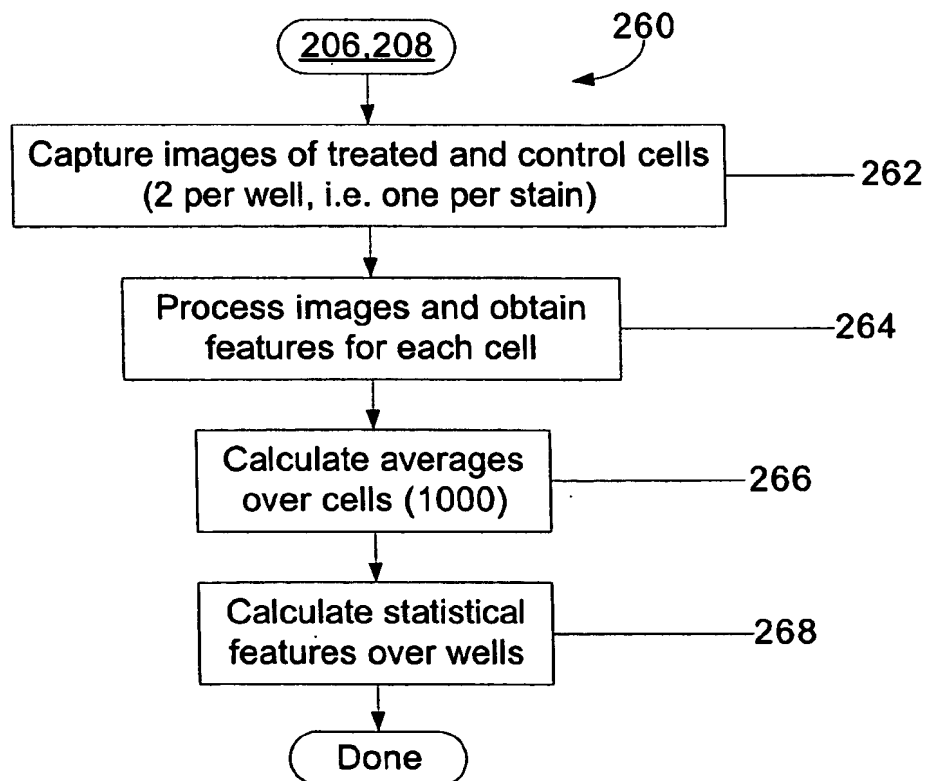 260
206,208
Capture images of treated and control cells
(2 per well, i.e. one per stain)
262
Process images and obtain
features for each cell
264
Calculate averages
over cells (1000)
266
Calculate statistical
features over wells
268
Done